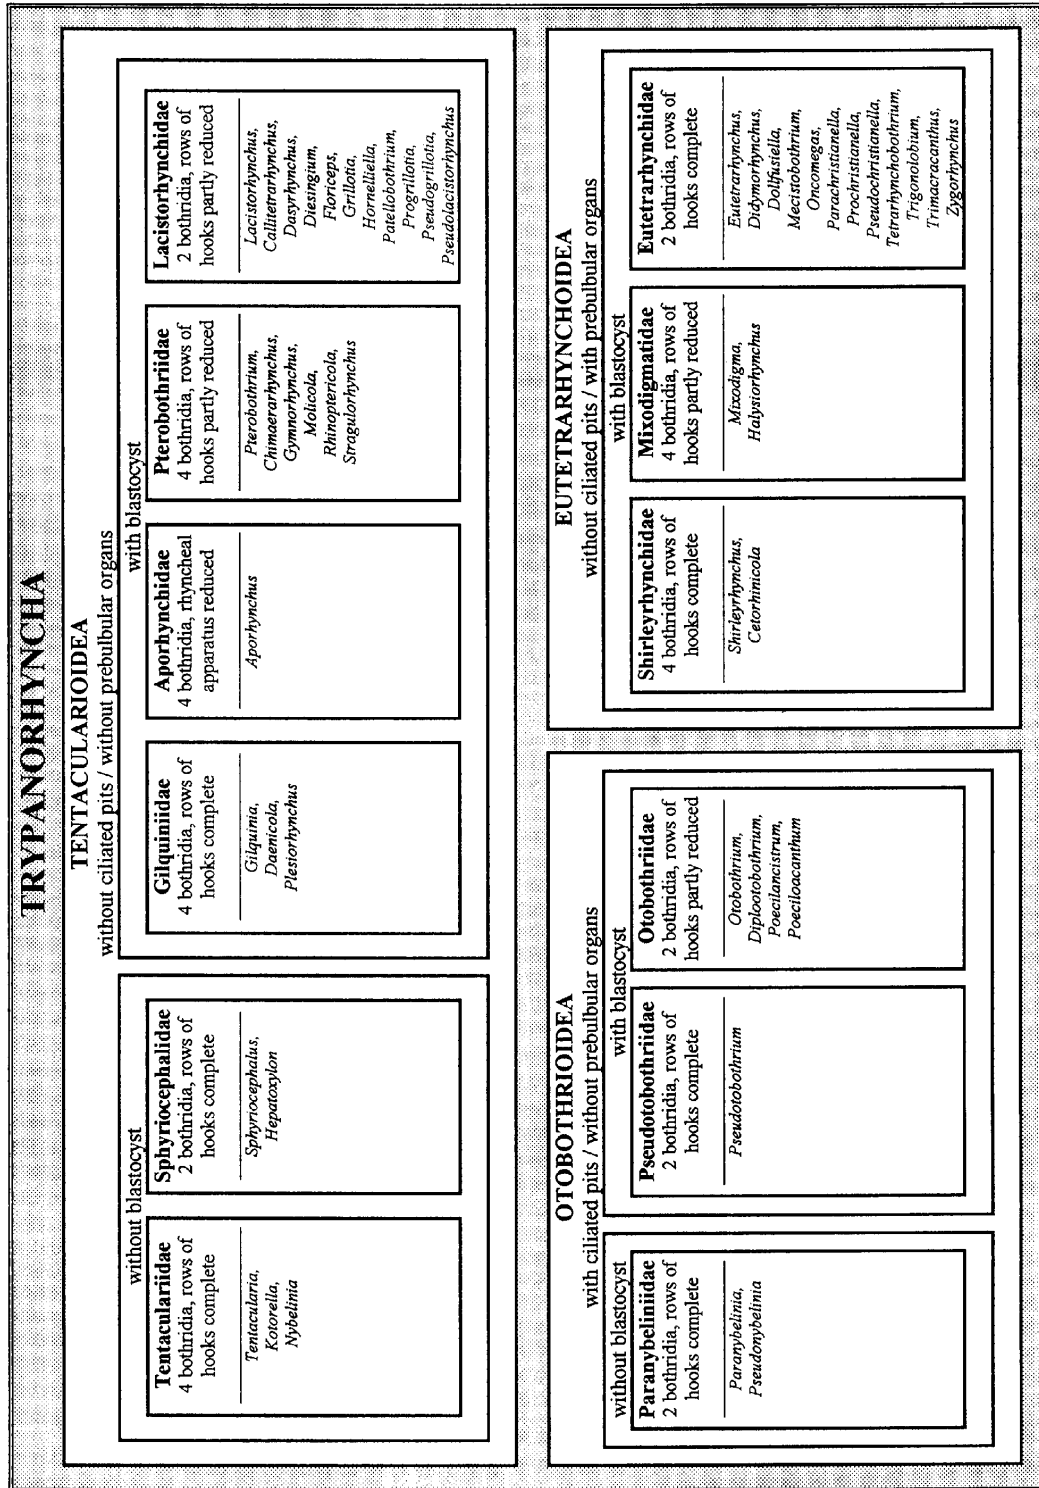 TRYPANORHYNCHA
TENTACULARIOIDEA
without ciliated pits / without prebulbular organs
without blastocyst
Tentaculariidae
4 bothridia, rows of
hooks complete
Tentacularia,
Kotorella,
Nybelinia
Sphyriocephalidae
2 bothridia, rows of
hooks complete
Sphyriocephalus,
Hepatoxylon
with blastocyst
Gilquiniidae
4 bothridia, rows of
hooks complete
Gilquinia,
Daenicola,
Plesiorhynchus
Aporhynchidae
4 bothridia, rhyncheal
apparatus reduced
Aporhynchus
Pterobothriidae
4 bothridia, rows of
hooks partly reduced
Pterobothrium,
Chimaerarhynchus,
Gymnorhynchus,
Molicola,
Rhinoptericola,
Stragulorhynchus
Lacistorhynchidae
2 bothridia, rows of
hooks partly reduced
Lacistorhynchus,
Callitetrarhynchus,
Dasyrhynchus,
Diesingium,
Floriceps,
Grillotia,
Hornelliella,
Patellobothrium,
Progrillotia,
Pseudogrillotia,
Pseudolacistorhynchus
OTOBOTHRIOIDEA
with ciliated pits / without prebulbular organs
without blastocyst
Paranybeliniidae
2 bothridia, rows of
hooks complete
Paranybelinia,
Pseudonybelinia
with blastocyst
Pseudotobothriidae
2 bothridia, rows of
hooks complete
Pseudotobothrium
Otobothriidae
2 bothridia, rows of
hooks partly reduced
Otobothrium,
Diplootobothrium,
Poecilancistrum,
Poeciloacanthum
EUTETRARHYNCHOIDEA
without ciliated pits / with prebulbular organs
with blastocyst
Shirleyrhynchidae
4 bothridia, rows of
hooks complete
Shirleyrhynchus,
Cetorhinicola
Mixodigmatidae
4 bothridia, rows of
hooks partly reduced
Mixodigma,
Halysiorhynchus
Eutetrarhynchidae
2 bothridia, rows of
hooks complete
Eutetrarhynchus,
Didymorhynchus,
Dollfusiella,
Mecistobothrium,
Oncomegas,
Parachristianella,
Prochristianella,
Pseudochristianella,
Tetrarhynchobothrium,
Trigonolobium,
Trimacracanthus,
Zygorhynchus